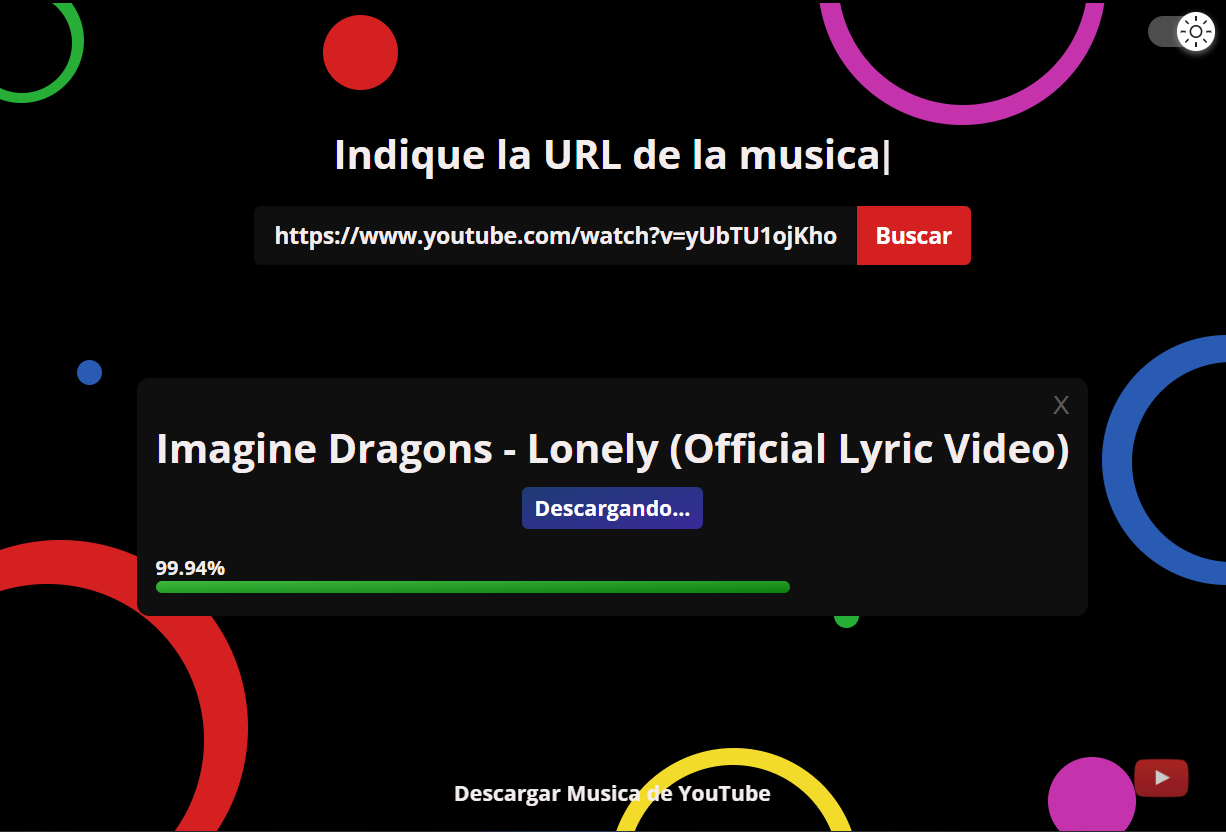 Indique la URL de la musica|
https://www.youtube.com/watch?v=yUbTU1ojKho
Buscar
X
Imagine Dragons - Lonely (Official Lyric Video)
Descargando...
99.94%
Descargar Musica de YouTube